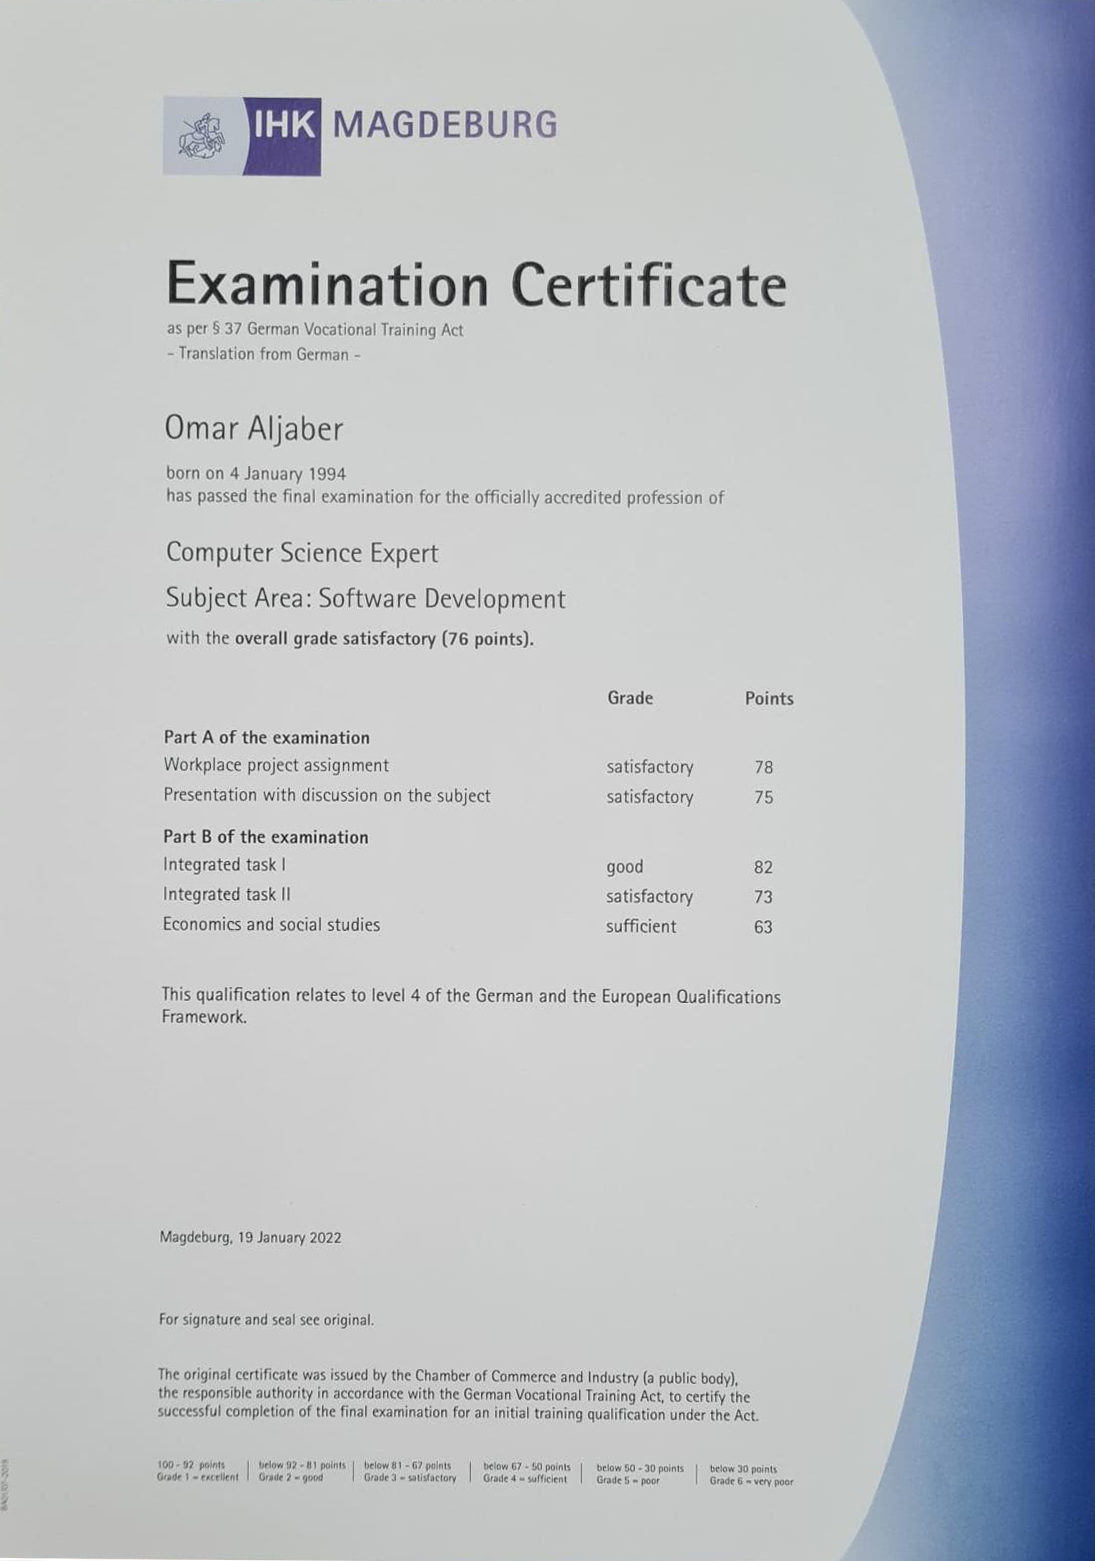 IHK MAGDEBURG
Examination Certificate
as per § 37 German Vocational Training Act
- Translation from German -
Omar Aljaber
born on 4 January 1994
has passed the final examination for the officially accredited profession of
Computer Science Expert
Subject Area: Software Development
with the overall grade satisfactory (76 points).
Grade Points
Part A of the examination
Workplace project assignment satisfactory 78
Presentation with discussion on the subject satisfactory 75
Part B of the examination
Integrated task I good 82
Integrated task II satisfactory 73
Economics and social studies sufficient 63
This qualification relates to level 4 of the German and the European Qualifications
Framework.
Magdeburg, 19 January 2022
For signature and seal see original.
The original certificate was issued by the Chamber of Commerce and Industry (a public body),
the responsible authority in accordance with the German Vocational Training Act, to certify the
successful completion of the final examination for an initial training qualification under the Act.
100 - 92 points | below 92 - 81 points | below 81 - 67 points | below 67 - 50 points | below 50 - 30 points | below 30 points
Grade 1 = excellent | Grade 2 = good | Grade 3 = satisfactory | Grade 4 = sufficient | Grade 5 = poor | Grade 6 = very poor